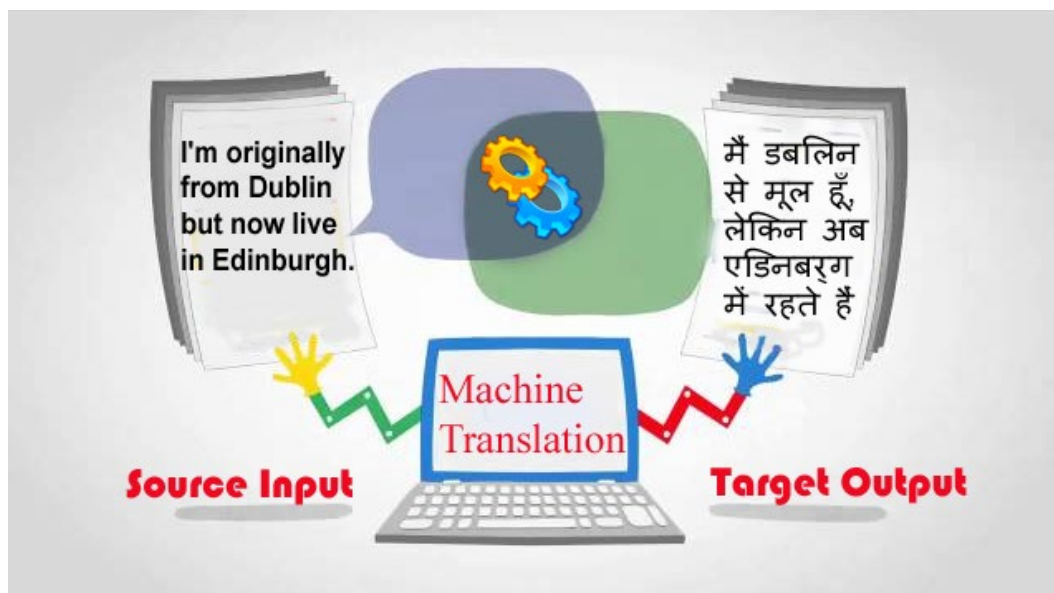 I'm originally
from Dublin
but now live
in Edinburgh.
मैं डबलिन
से मूल हूँ,
लेकिन अब
एडिनबर्ग
में रहते हैं
Machine
Translation
Source Input
Target Output